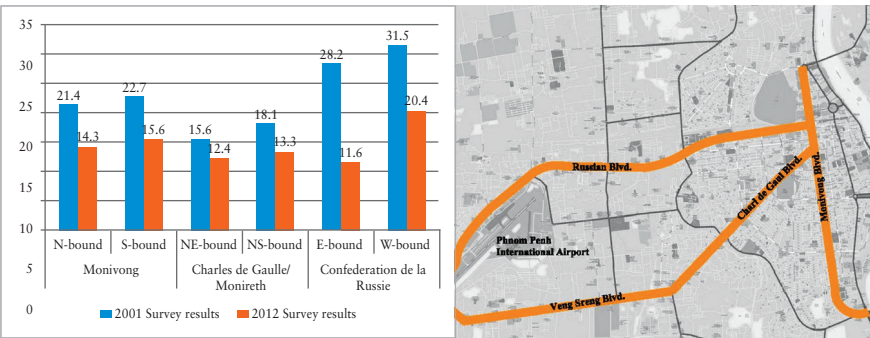 35
30
25
20
15
10
5
0
21.4
14.3
22.7
15.6
15.6
12.4
18.1
13.3
28.2
11.6
31.5
20.4
N-bound S-bound NE-bound NS-bound E-bound W-bound
Monivong
Charles de Gaulle/
Monireth
Confederation de la
Russie
2001 Survey results 2012 Survey results
Russian Blvd.
Charl de Gaul Blvd.
Monivong Blvd.
Phnom Penh
International Airport
Veng Sreng Blvd.